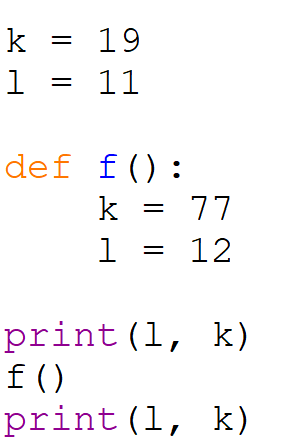 k = 19
l = 11

def f():
    k = 77
    l = 12

print(l, k)
f()
print(l, k)